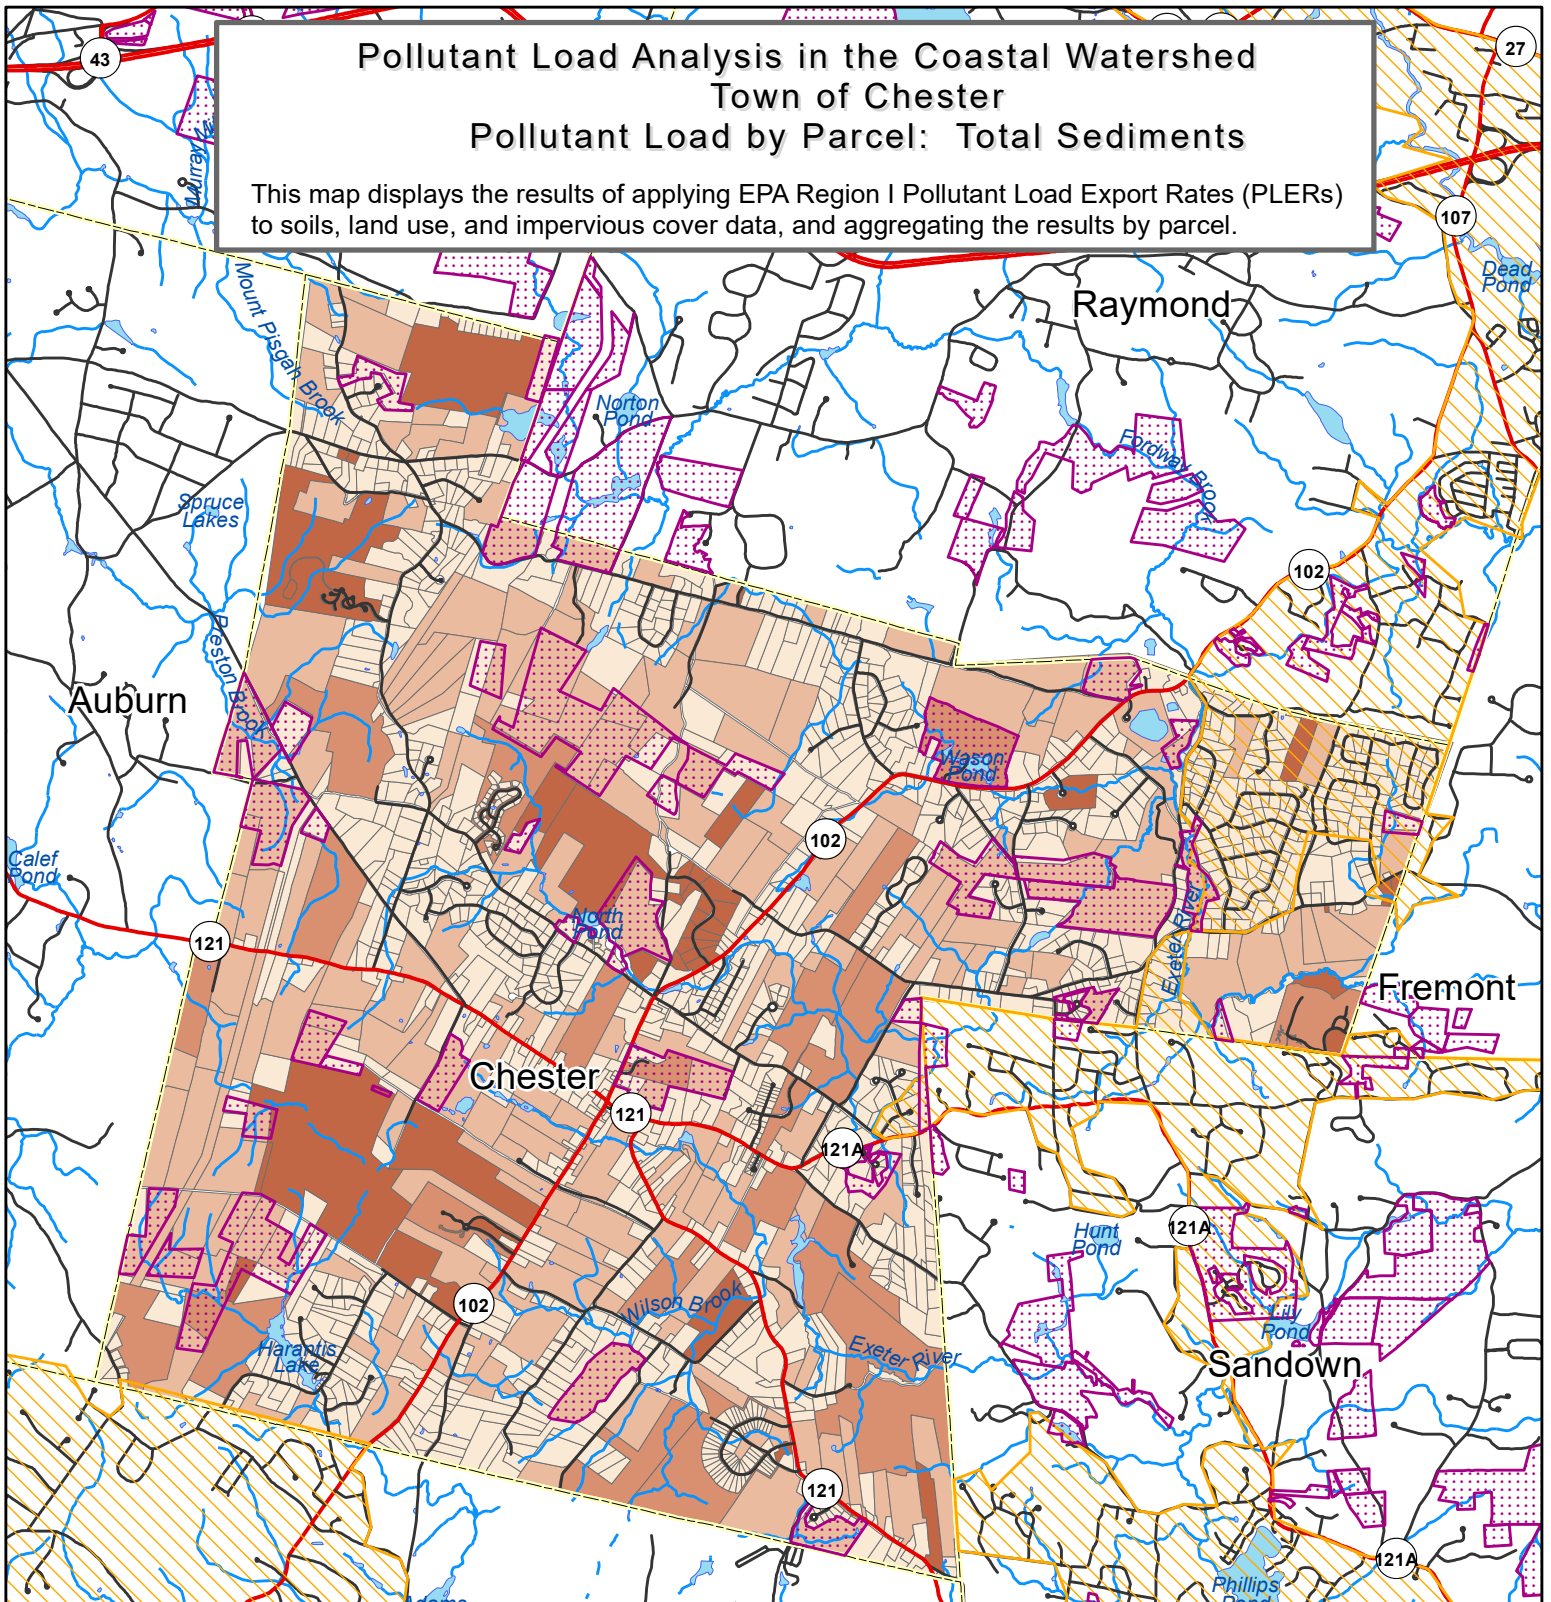 Pollutant Load Analysis in the Coastal Watershed
Town of Chester
Pollutant Load by Parcel: Total Sediments
This map displays the results of applying EPA Region I Pollutant Load Export Rates (PLERs)
to soils, land use, and impervious cover data, and aggregating the results by parcel.
43
27
107
Murray
Dead
Pond
Raymond
Mount Pisgah Brook
Norton
Pond
Fordway Brook
Spruce
Lakes
102
Preston Brook
Auburn
Wason
Pond
102
Calef
Pond
Exeter River
North
Pond
121
Fremont
Chester
121
121A
121A
Hunt
Pond
102
Wilson Brook
Lily
Pond
Harantis
Lake
Exeter River
Sandown
121
121A
Phillips
Pond